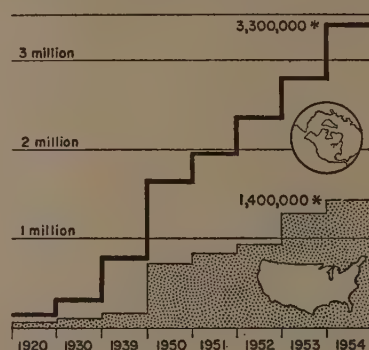 3,300,000 *
3 million
2 million
1,400,000 *
1 million
1920 1930 1939 1950 1951 1952 1953 1954